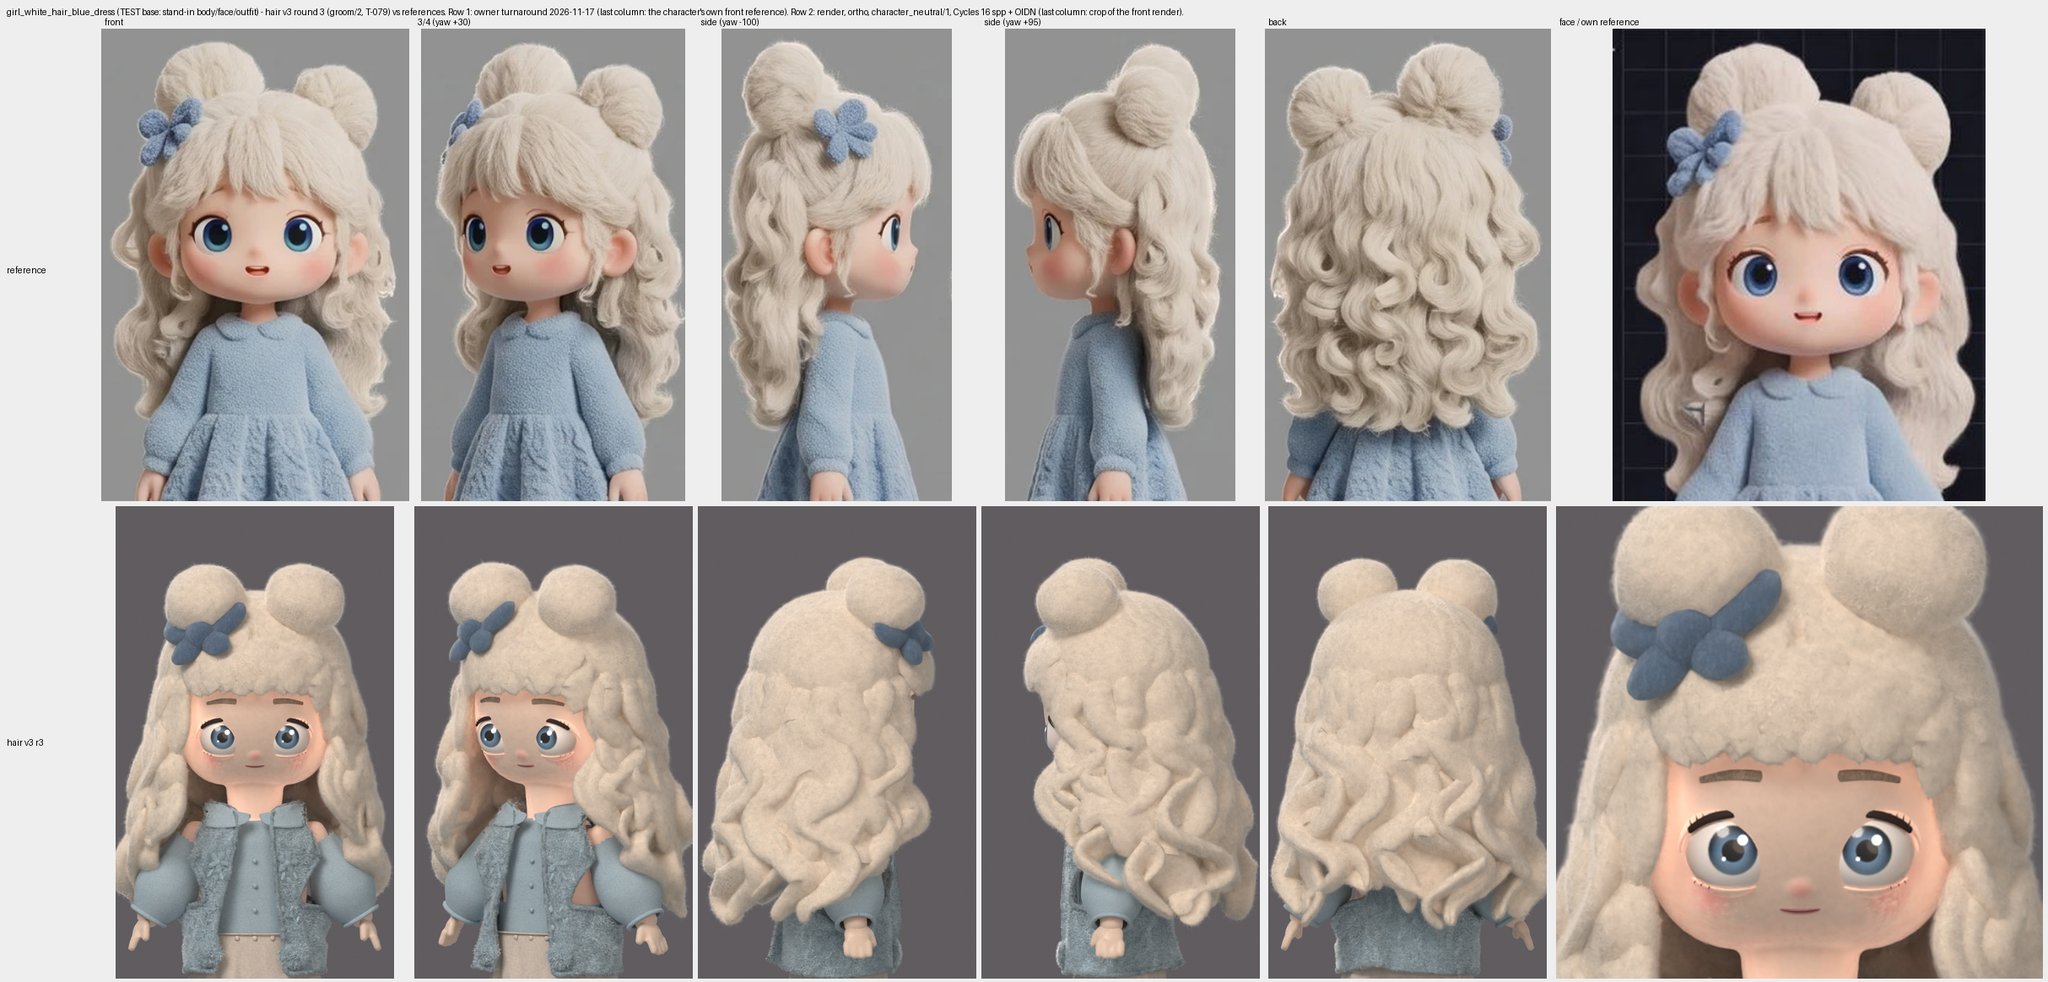 girl_white_hair_blue_dress (TEST base: stand-in body/face/outfit) - hair v3 round 3 (groom/2, T-079) vs references. Row 1: owner turnaround 2026-11-17 (last column: the character's own front reference). Row 2: render, ortho, character_neutral/1, Cycles 16 spp + OIDN (last column: crop of the front render).
front
3/4 (yaw +30)
side (yaw -100)
side (yaw +95)
back
face / own reference
reference
hair v3 r3